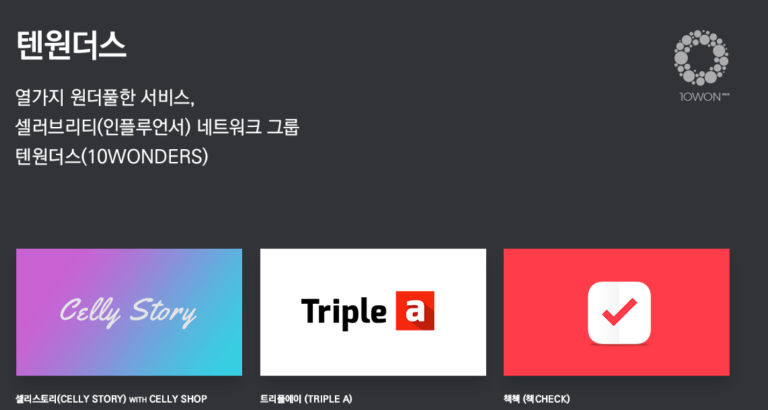 텐원더스
10WON
열가지 원더풀한 서비스,
셀러브리티(인플루언서) 네트워크 그룹
텐원더스(10WONDERS)
Celly Story
Triple a
셀리스토리(CELLY STORY) WITH CELLY SHOP
트리플에이 (TRIPLE A)
책첵 (책CHECK)